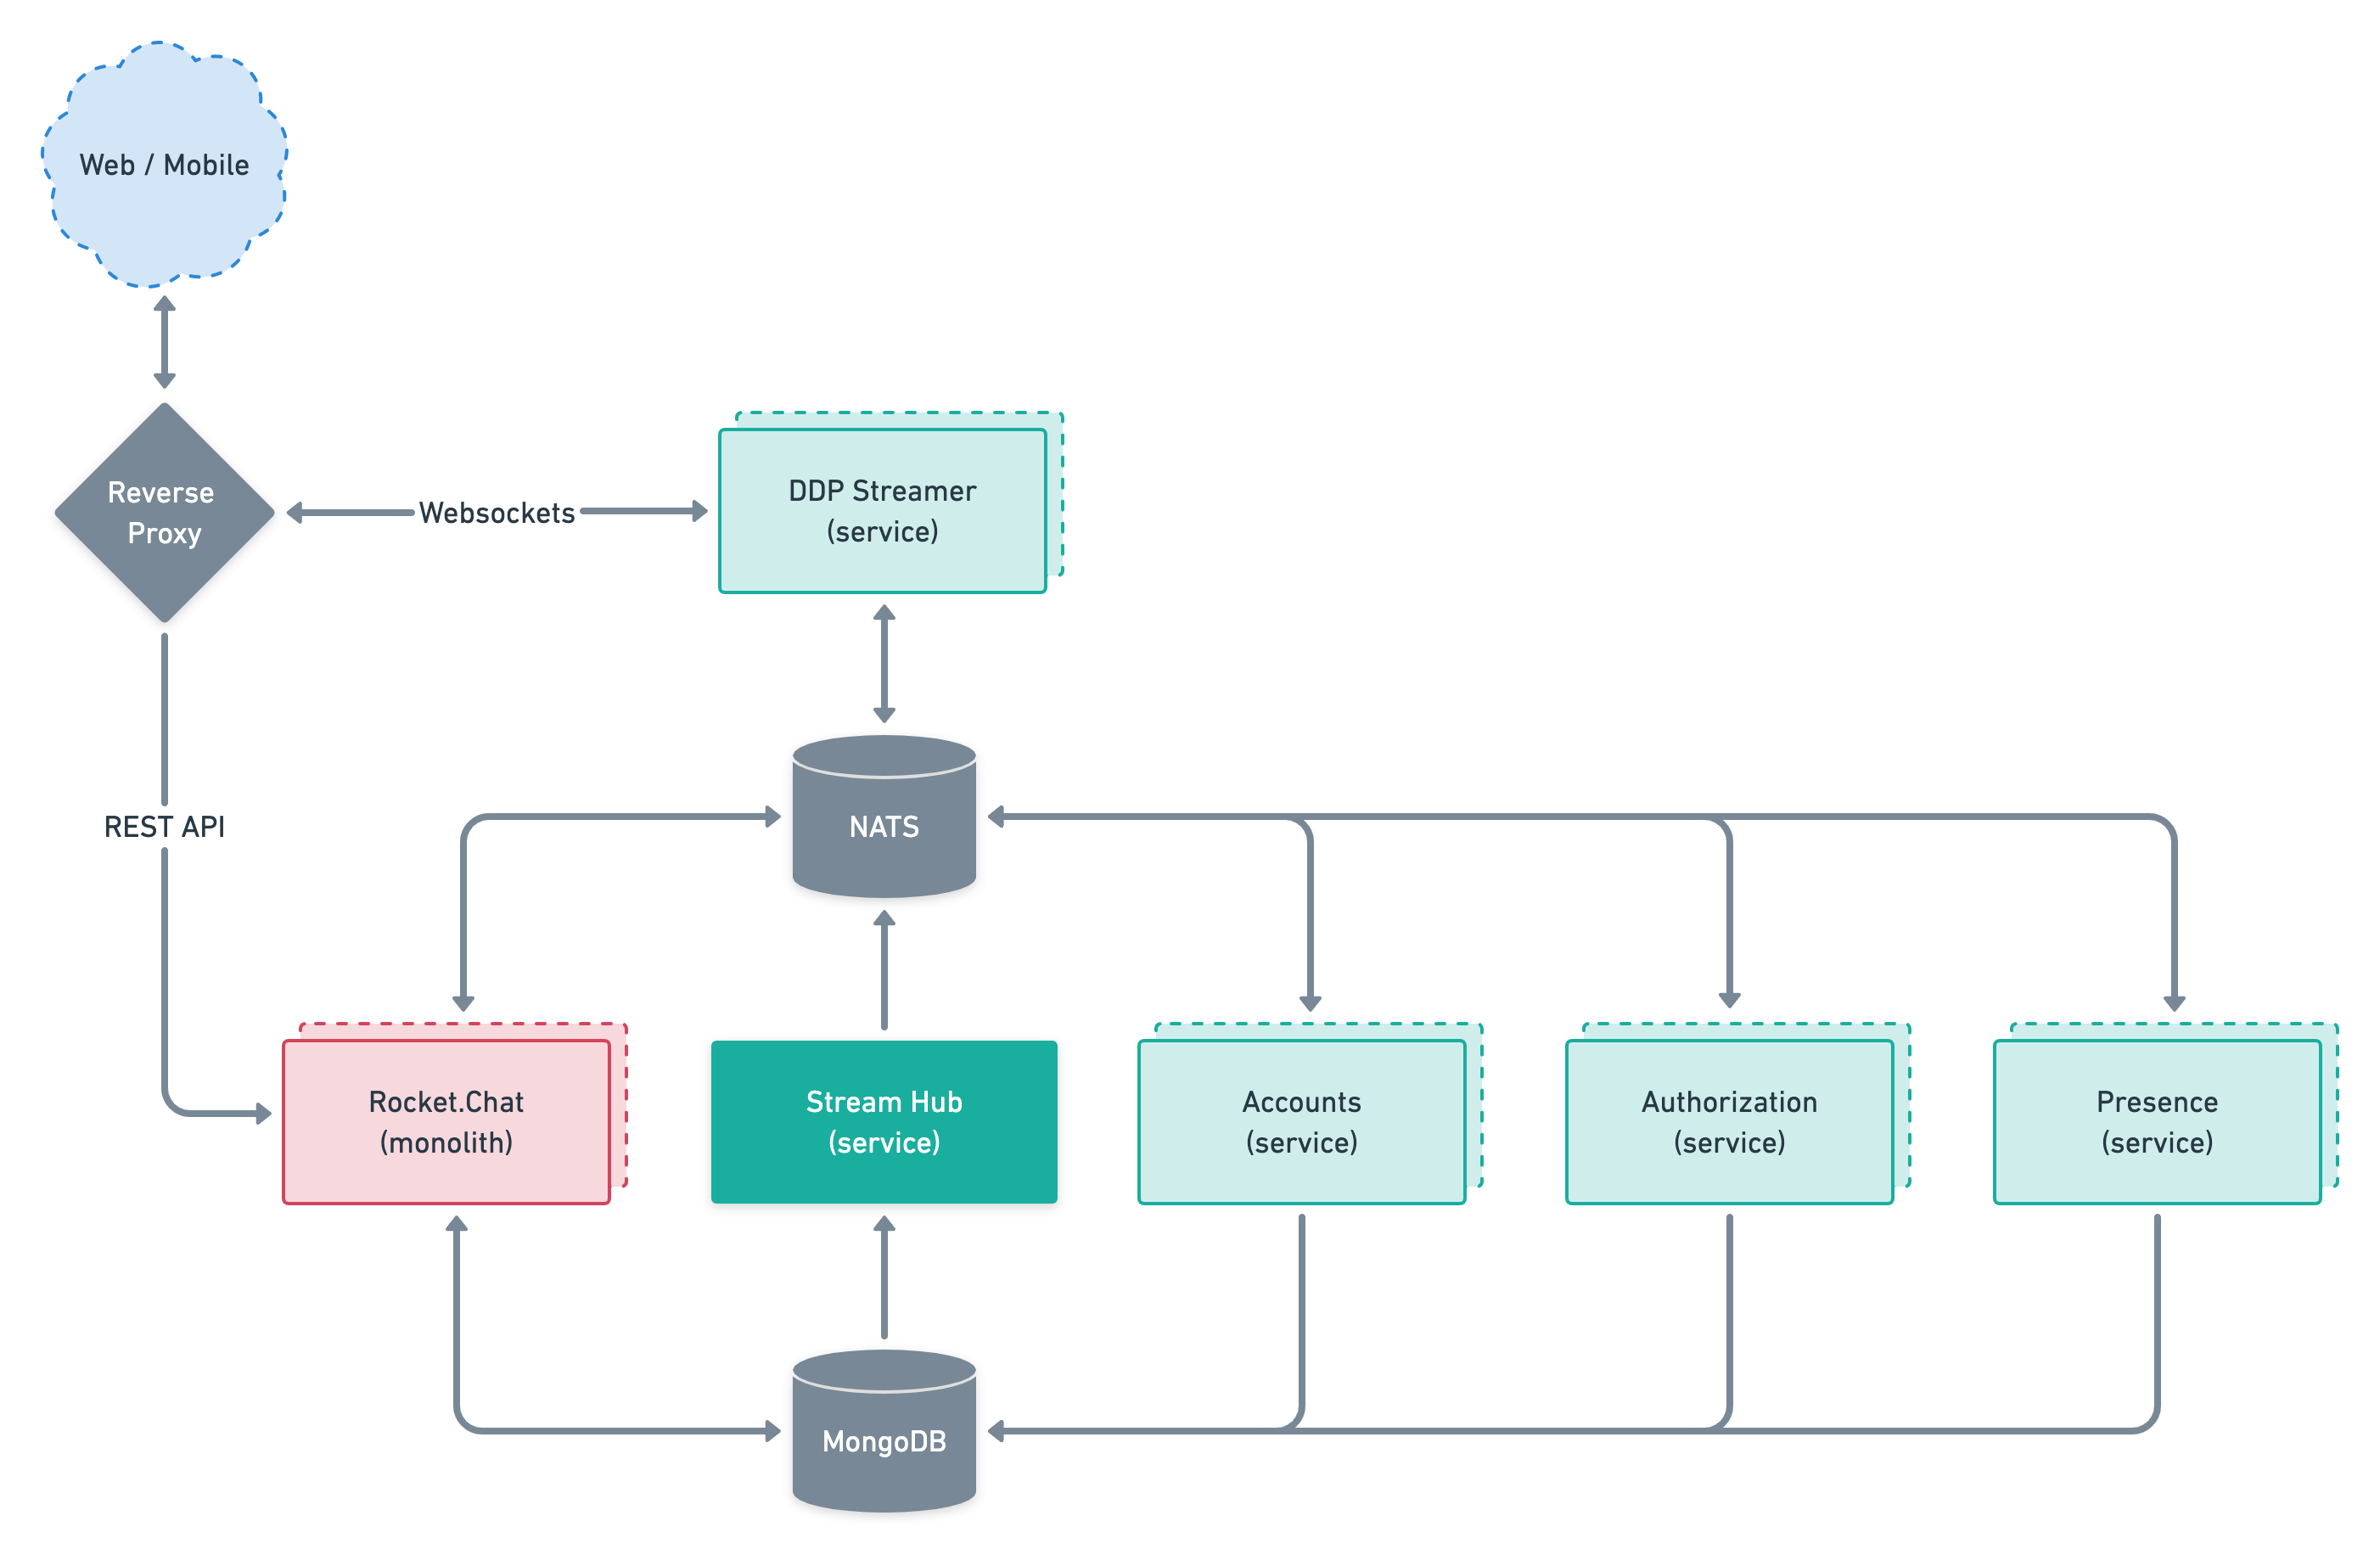 Web / Mobile
Reverse
Proxy
Websockets
DDP Streamer
(service)
REST API
NATS
Rocket.Chat
(monolith)
Stream Hub
(service)
Accounts
(service)
Authorization
(service)
Presence
(service)
MongoDB